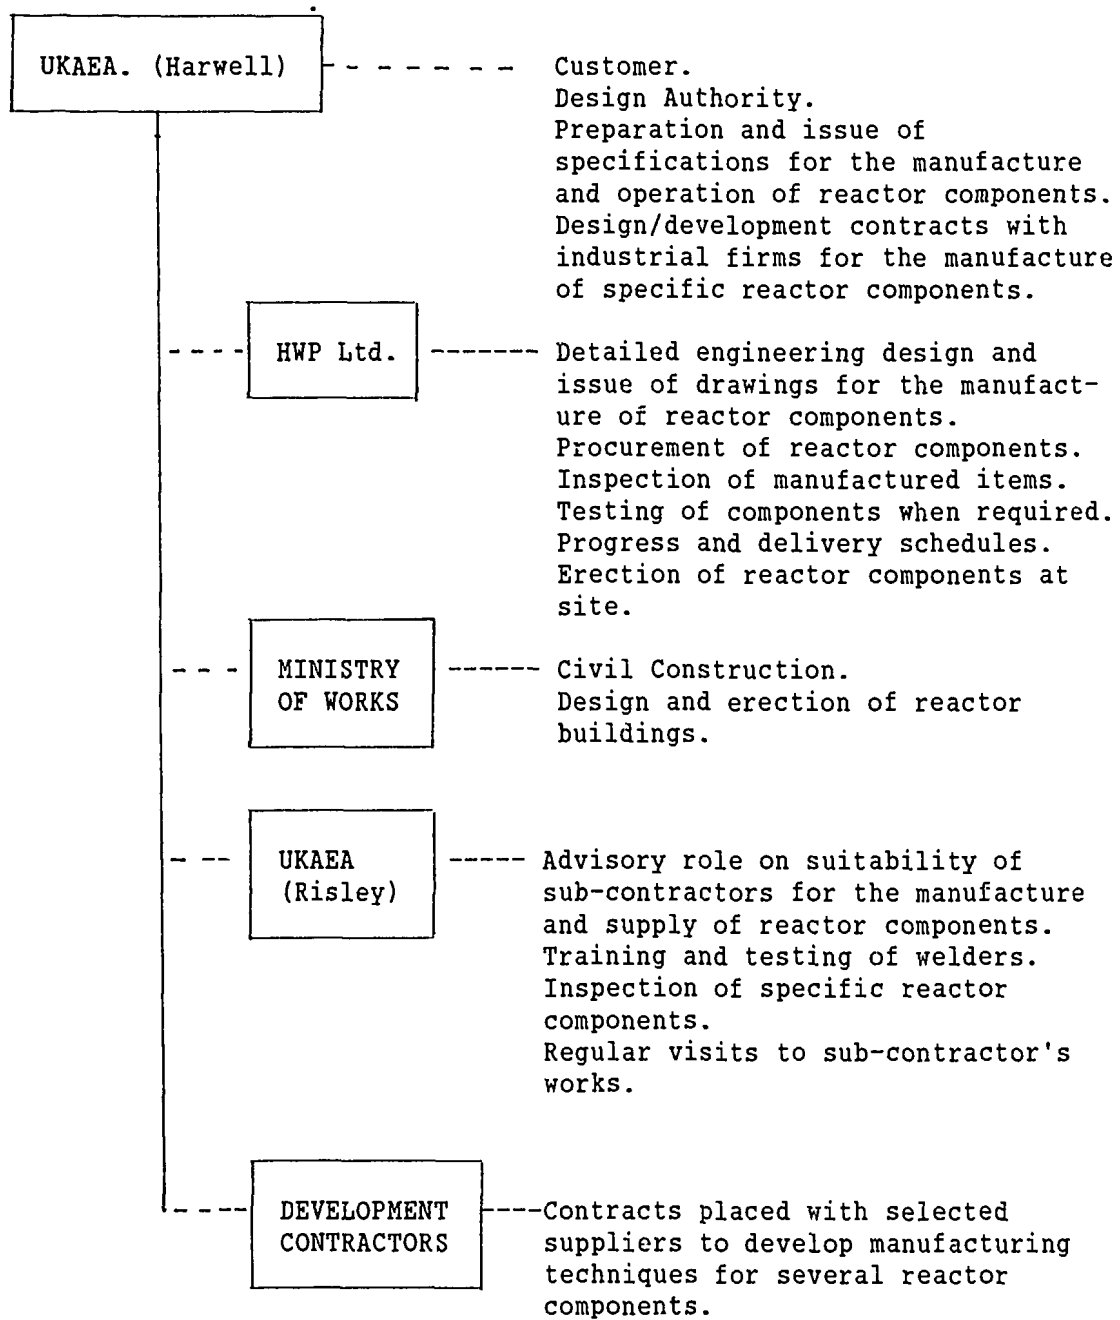 UKAEA. (Harwell)
Customer.
Design Authority.
Preparation and issue of
specifications for the manufacture
and operation of reactor components.
Design/development contracts with
industrial firms for the manufacture
of specific reactor components.
HWP Ltd.
Detailed engineering design and
issue of drawings for the manufact-
ure of reactor components.
Procurement of reactor components.
Inspection of manufactured items.
Testing of components when required.
Progress and delivery schedules.
Erection of reactor components at
site.
MINISTRY
OF WORKS
Civil Construction.
Design and erection of reactor
buildings.
UKAEA
(Risley)
Advisory role on suitability of
sub-contractors for the manufacture
and supply of reactor components.
Training and testing of welders.
Inspection of specific reactor
components.
Regular visits to sub-contractor's
works.
DEVELOPMENT
CONTRACTORS
Contracts placed with selected
suppliers to develop manufacturing
techniques for several reactor
components.